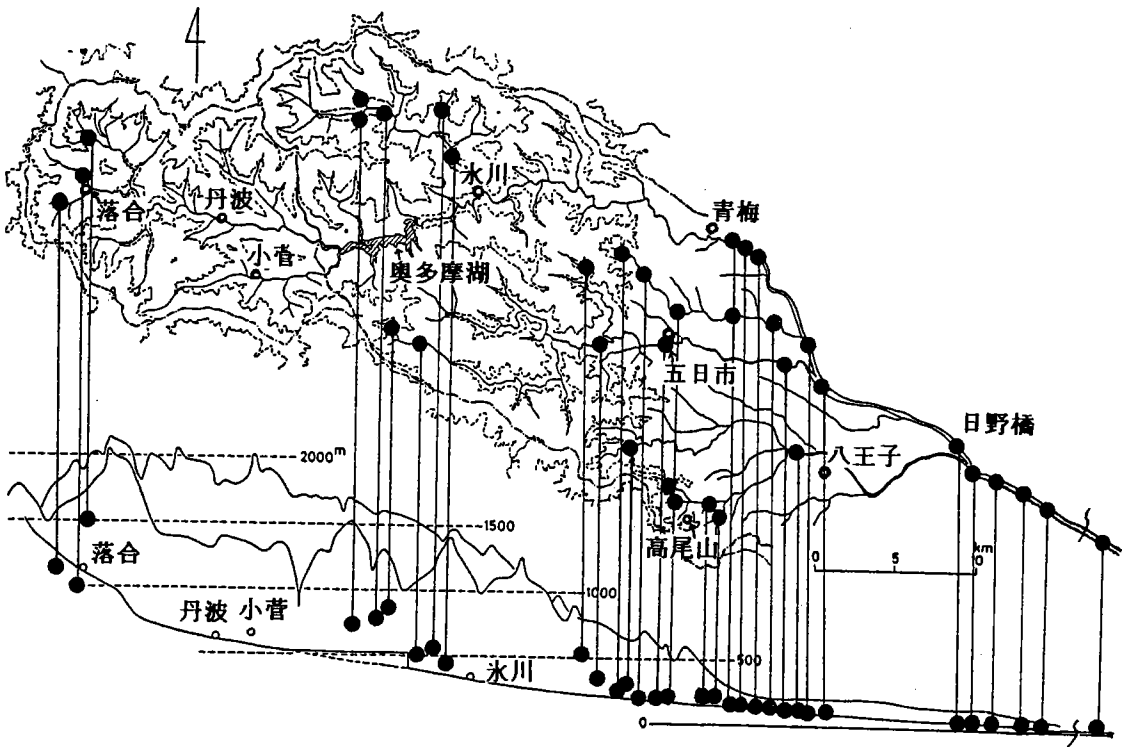 4
氷川
落合
丹波
青梅
小菅
奥多摩湖
五日市
日野橋
八王子
2000m
1500
高尾山
0 5 10 km
落合
1000
丹波 小菅
500
氷川
0